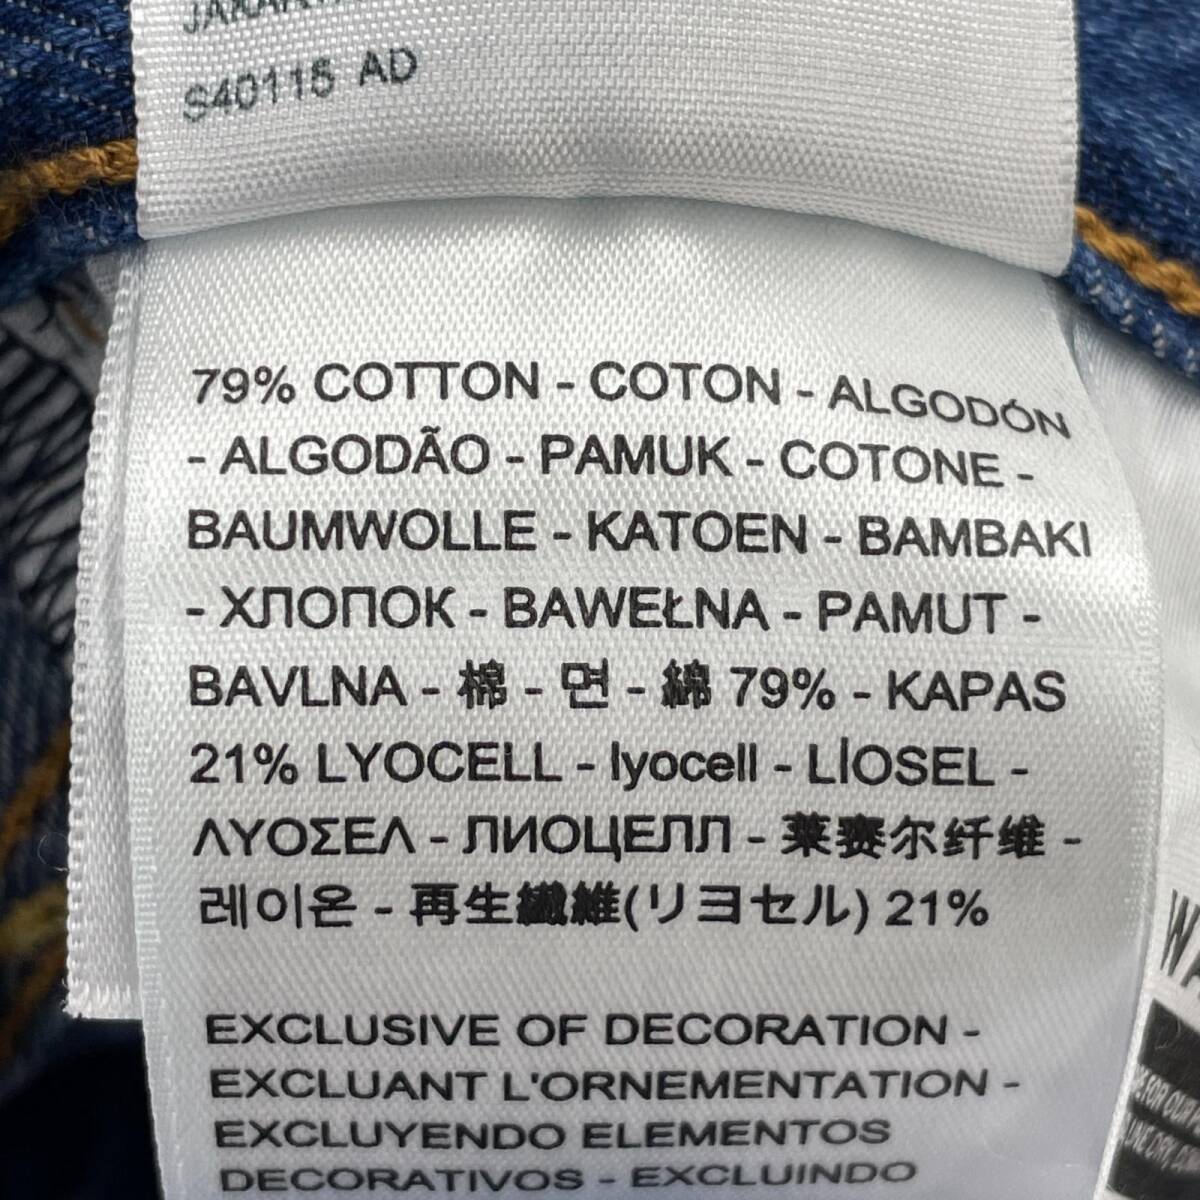 S40115 AD
79% COTTON - COTON - ALGODÓN
- ALGODÃO - PAMUK - COTONE -
BAUMWOLLE - KATOEN - BAMBAKI
- ХЛОПОК - BAWEŁNA - PAMUT -
BAVLNA - 棉 - 면 - 綿 79% - KAPAS
21% LYOCELL - lyocell - LİOSEL -
ΛΥΟΣΕΛ - ЛИОЦЕЛЛ - 莱赛尔纤维 -
레이온 - 再生繊維(リヨセル) 21%
EXCLUSIVE OF DECORATION -
EXCLUANT L'ORNEMENTATION -
EXCLUYENDO ELEMENTOS
DECORATIVOS - EXCLUINDO